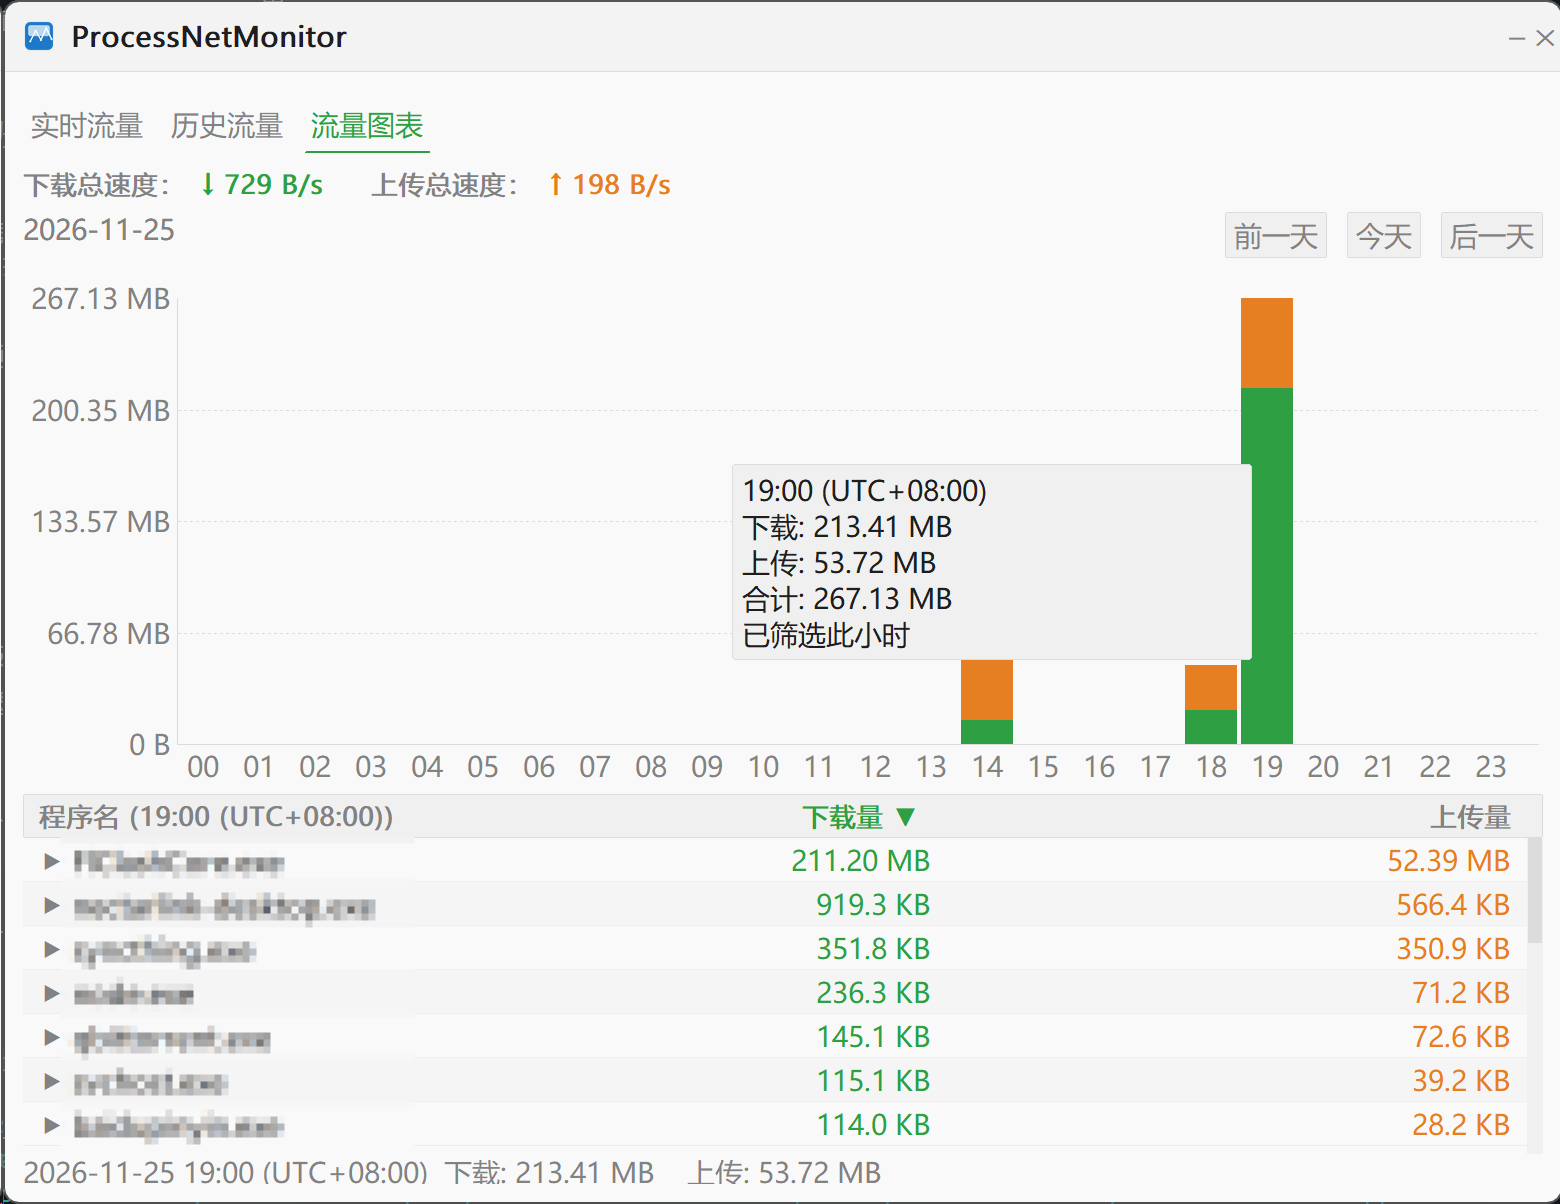 ProcessNetMonitor
实时流量 历史流量 流量图表
下载总速度： ↓ 729 B/s 上传总速度： ↑ 198 B/s
2026-11-25 前一天 今天 后一天
267.13 MB
200.35 MB
133.57 MB
66.78 MB
0 B
19:00 (UTC+08:00)
下载: 213.41 MB
上传: 53.72 MB
合计: 267.13 MB
已筛选此小时
00 01 02 03 04 05 06 07 08 09 10 11 12 13 14 15 16 17 18 19 20 21 22 23
程序名 (19:00 (UTC+08:00)) 下载量 ▼ 上传量
211.20 MB 52.39 MB
919.3 KB 566.4 KB
351.8 KB 350.9 KB
236.3 KB 71.2 KB
145.1 KB 72.6 KB
115.1 KB 39.2 KB
114.0 KB 28.2 KB
2026-11-25 19:00 (UTC+08:00) 下载: 213.41 MB 上传: 53.72 MB